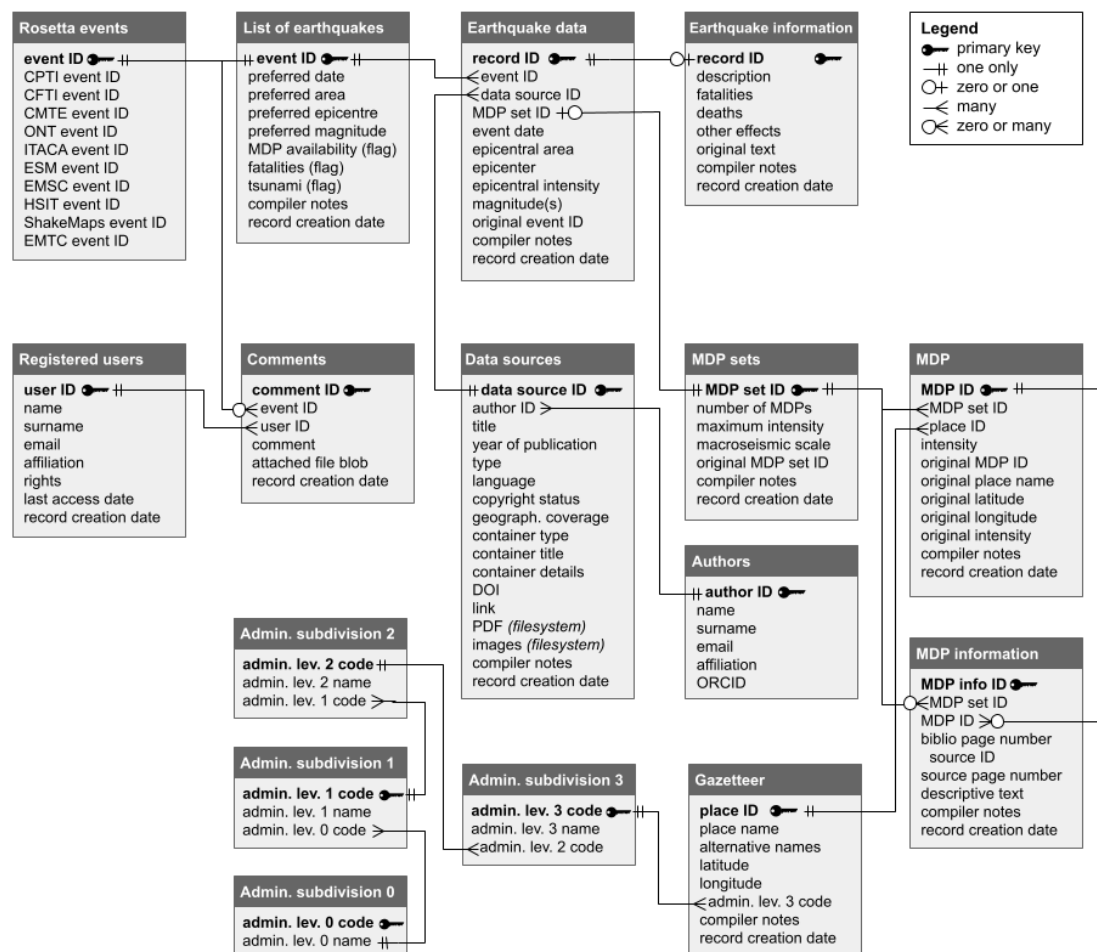 Rosetta events
event ID
CPTI event ID
CFTI event ID
CMTE event ID
ONT event ID
ITACA event ID
ESM event ID
EMSC event ID
HSIT event ID
ShakeMaps event ID
EMTC event ID
List of earthquakes
event ID
preferred date
preferred area
preferred epicentre
preferred magnitude
MDP availability (flag)
fatalities (flag)
tsunami (flag)
compiler notes
record creation date
Earthquake data
record ID
event ID
data source ID
MDP set ID
event date
epicentral area
epicenter
epicentral intensity
magnitude(s)
original event ID
compiler notes
record creation date
Earthquake information
record ID
description
fatalities
deaths
other effects
original text
compiler notes
record creation date
Legend
primary key
one only
zero or one
many
zero or many
Registered users
user ID
name
surname
email
affiliation
rights
last access date
record creation date
Comments
comment ID
event ID
user ID
comment
attached file blob
record creation date
Data sources
data source ID
author ID
title
year of publication
type
language
copyright status
geograph. coverage
container type
container title
container details
DOI
link
PDF (filesystem)
images (filesystem)
compiler notes
record creation date
MDP sets
MDP set ID
number of MDPs
maximum intensity
macroseismic scale
original MDP set ID
compiler notes
record creation date
MDP
MDP ID
MDP set ID
place ID
intensity
original MDP ID
original place name
original latitude
original longitude
original intensity
compiler notes
record creation date
Authors
author ID
name
surname
email
affiliation
ORCID
MDP information
MDP info ID
MDP set ID
MDP ID
biblio page number
source ID
source page number
descriptive text
compiler notes
record creation date
Admin. subdivision 2
admin. lev. 2 code
admin. lev. 2 name
admin. lev. 1 code
Admin. subdivision 1
admin. lev. 1 code
admin. lev. 1 name
admin. lev. 0 code
Admin. subdivision 0
admin. lev. 0 code
admin. lev. 0 name
Admin. subdivision 3
admin. lev. 3 code
admin. lev. 3 name
admin. lev. 2 code
Gazetteer
place ID
place name
alternative names
latitude
longitude
admin. lev. 3 code
compiler notes
record creation date